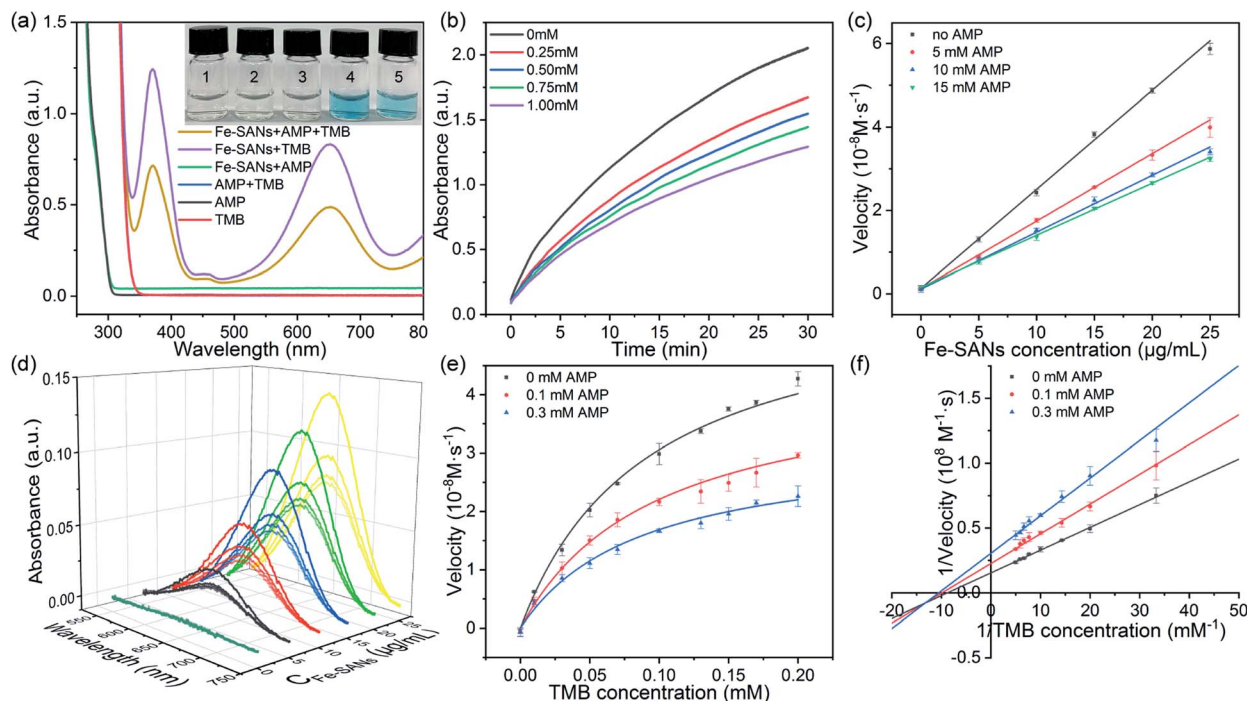 (a)
1.5
1.0
0.5
0.0
Absorbance (a.u.)
1 2 3 4 5
Fe-SANs+AMP+TMB
Fe-SANs+TMB
Fe-SANs+AMP
AMP+TMB
AMP
TMB
300 400 500 600 700 80
Wavelength (nm)
(b)
2.0
1.5
1.0
0.5
0.0
Absorbance (a.u.)
0mM
0.25mM
0.50mM
0.75mM
1.00mM
0 5 10 15 20 25 30
Time (min)
(c)
6
4
2
0
Velocity (10⁻⁸M·s⁻¹)
no AMP
5 mM AMP
10 mM AMP
15 mM AMP
0 5 10 15 20 25
Fe-SANs concentration (μg/mL)
(d)
0.15
0.10
0.05
0.00
Absorbance (a.u.)
550 600 650 700 750
Wavelength (nm)
0 5 10 15 20 25
C Fe-SANs (μg/mL)
(e)
4
3
2
1
0
Velocity (10⁻⁸M·s⁻¹)
0 mM AMP
0.1 mM AMP
0.3 mM AMP
0.00 0.05 0.10 0.15 0.20
TMB concentration (mM)
(f)
0 mM AMP
0.1 mM AMP
0.3 mM AMP
1.5
1.0
0.5
0.0
-0.5
1/Velocity (10⁸ M⁻¹·s)
-20 -10 0 10 20 30 40 50
1/TMB concentration (mM⁻¹)